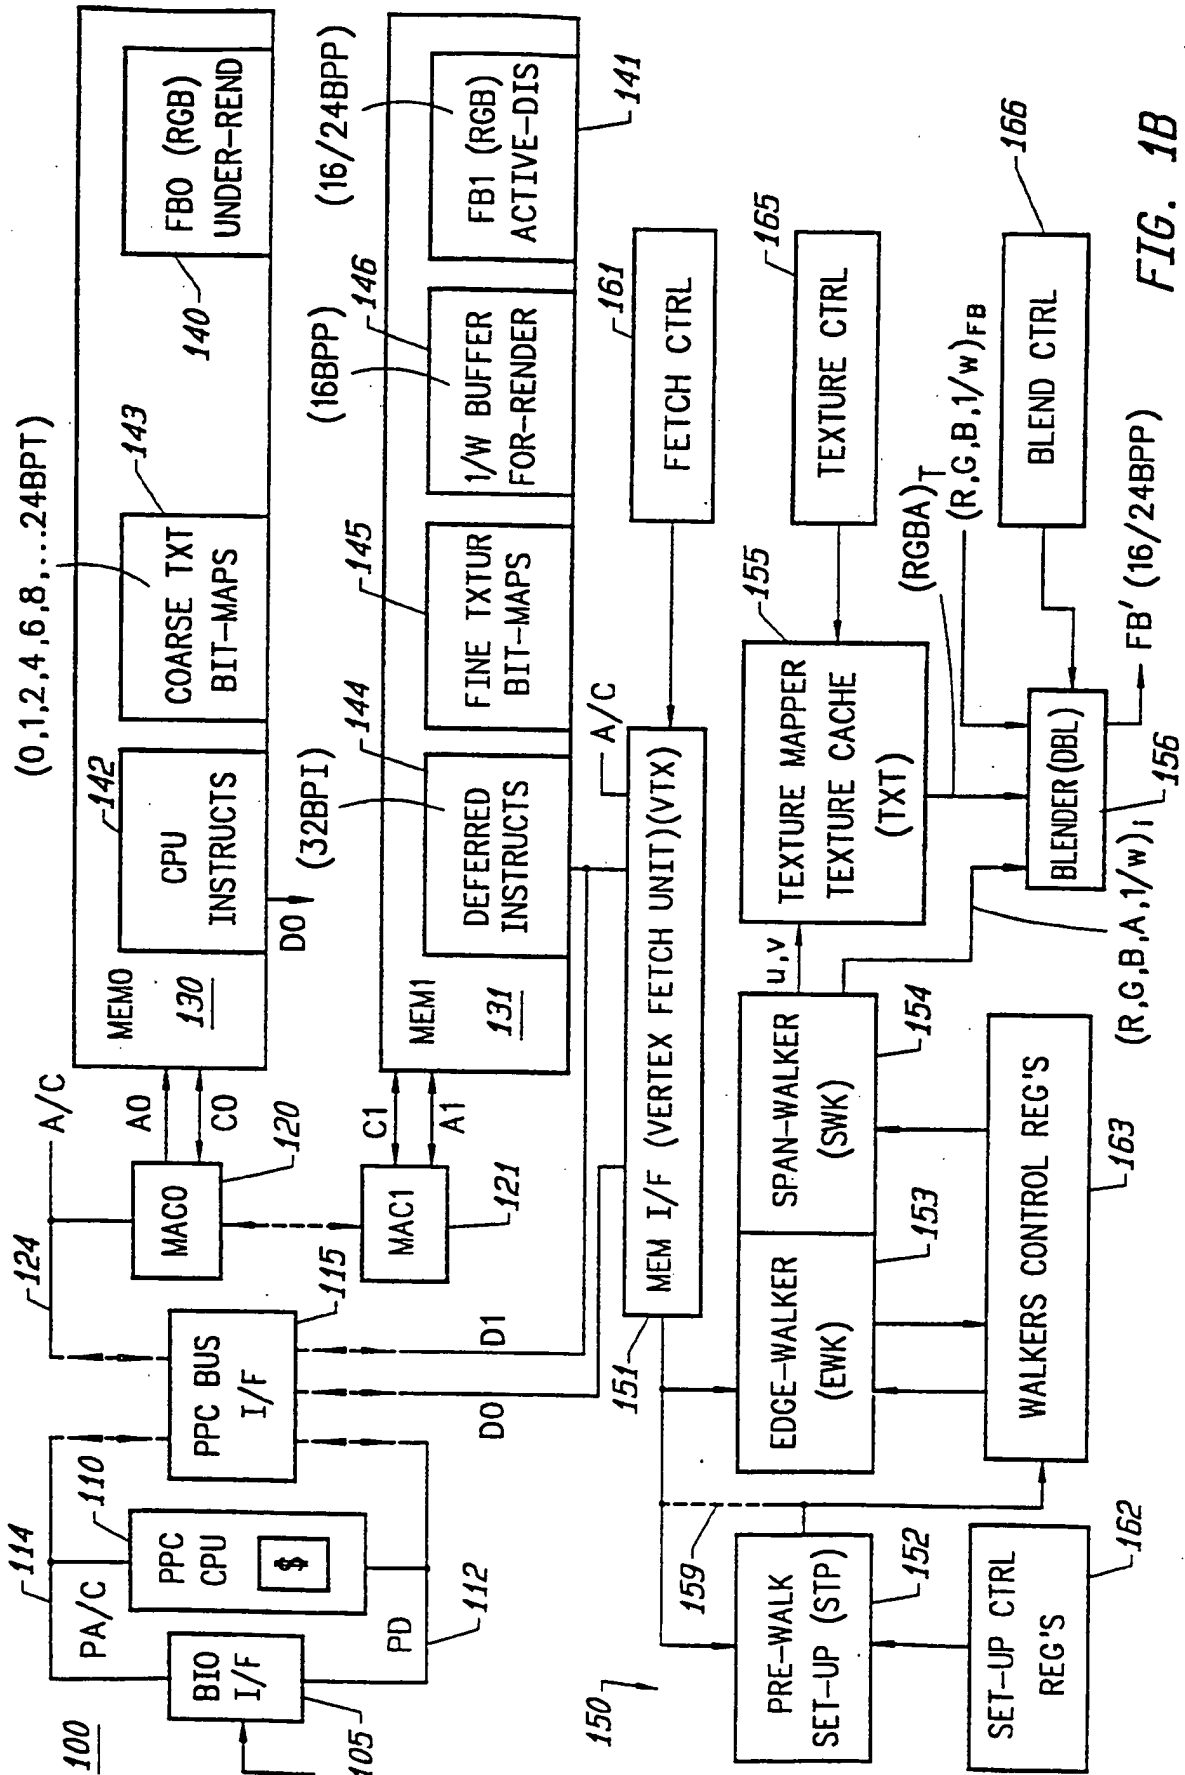 100
114
PA/C
110
PPC
CPU
$
BIO
I/F
105
PD
112
124
A/C
PPC BUS
I/F
115
D0
D1
MAC0
120
A0
C0
MAC1
121
C1
A1
(0,1,2,4,6,8,...24BPT)
MEM0
130
142
CPU
INSTRUCTS
D0
143
COARSE TXT
BIT-MAPS
140
FB0 (RGB)
UNDER-REND
(32BPI)
MEM1
131
144
DEFERRED
INSTRUCTS
145
FINE TXTUR
BIT-MAPS
(16BPP)
146
1/W BUFFER
FOR-RENDER
(16/24BPP)
FB1 (RGB)
ACTIVE-DIS
141
150
151
MEM I/F (VERTEX FETCH UNIT)(VTX)
A/C
161
FETCH CTRL
159
PRE-WALK
SET-UP (STP)
152
SET-UP CTRL
REG'S
162
EDGE-WALKER
(EWK)
153
SPAN-WALKER
(SWK)
154
WALKERS CONTROL REG'S
163
u,v
155
TEXTURE MAPPER
TEXTURE CACHE
(TXT)
165
TEXTURE CTRL
(RGBA)T
(R,G,B,1/w)FB
BLENDER(DBL)
156
(R,G,B,A,1/w)i
FB' (16/24BPP)
BLEND CTRL
166
FIG. 1B